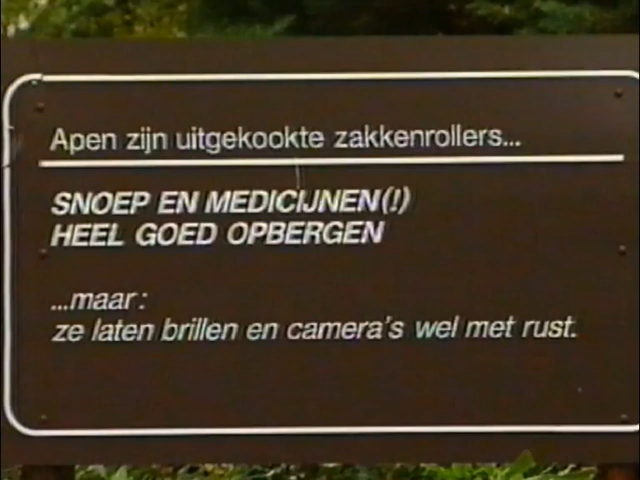 Apen zijn uitgekookte zakkenrollers...
SNOEP EN MEDICIJNEN(!)
HEEL GOED OPBERGEN
...maar:
ze laten brillen en camera's wel met rust.